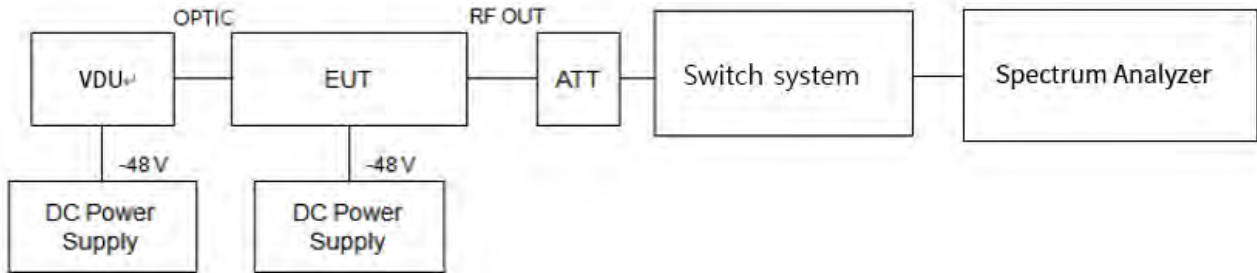 OPTIC
RF OUT
VDU↵
EUT
ATT
Switch system
Spectrum Analyzer
-48 V
-48 V
DC Power
Supply
DC Power
Supply